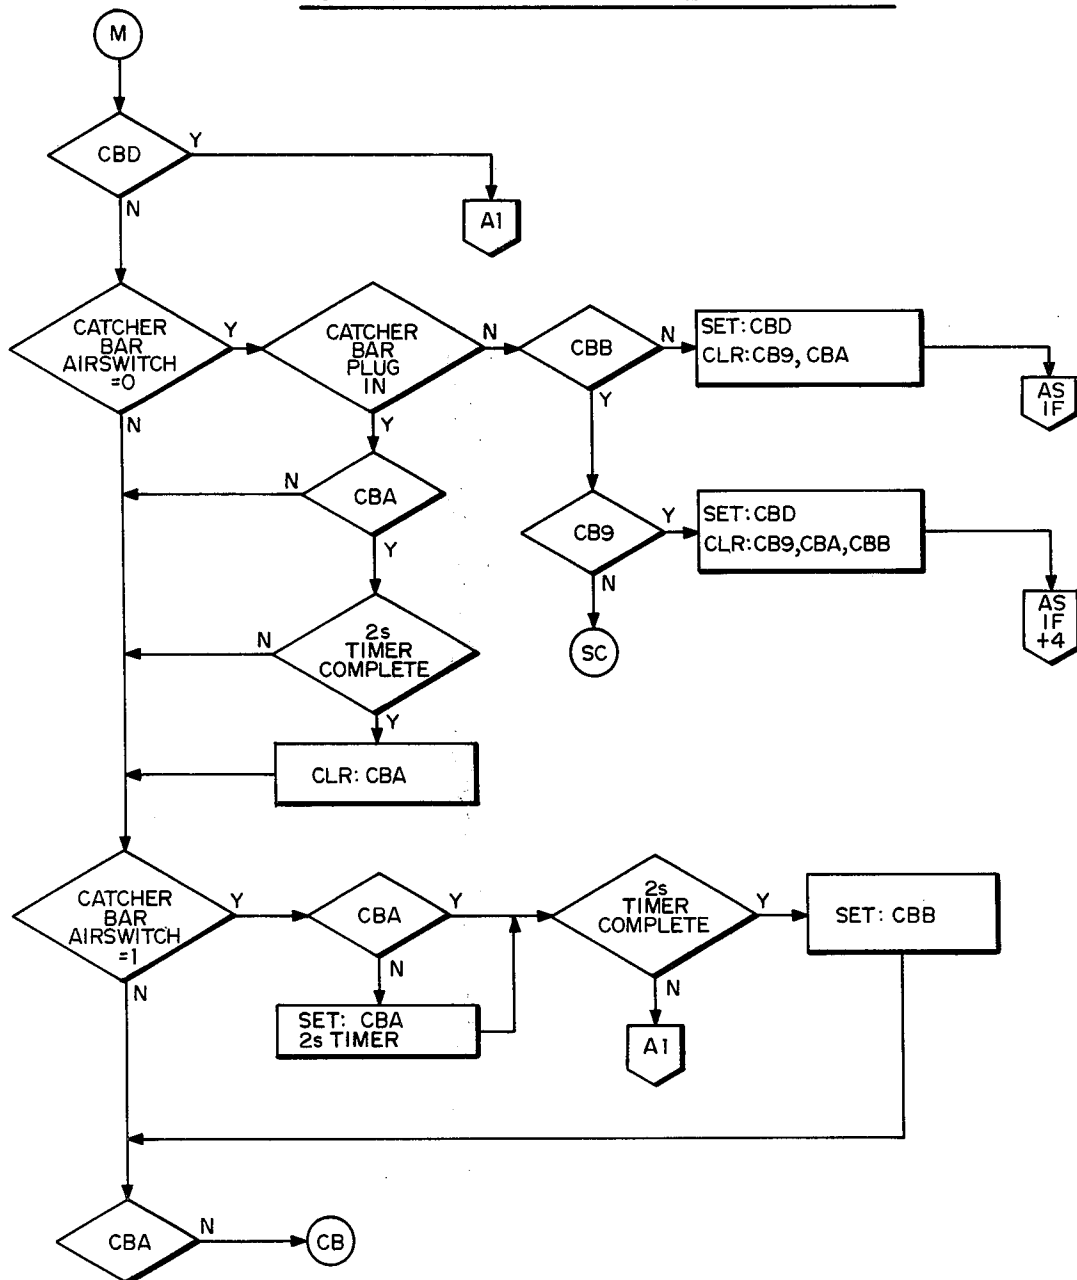 M
CBD
Y
N
A1
CATCHER
BAR
AIRSWITCH
=0
Y
N
CATCHER
BAR
PLUG
IN
N
Y
CBB
N
Y
SET: CBD
CLR: CB9, CBA
AS
1F
CBA
N
Y
CB9
Y
N
SET: CBD
CLR: CB9, CBA, CBB
AS
1F
+4
SC
2s
TIMER
COMPLETE
N
Y
CLR: CBA
CATCHER
BAR
AIRSWITCH
=1
Y
N
CBA
Y
N
SET: CBA
2s TIMER
2s
TIMER
COMPLETE
Y
N
A1
SET: CBB
CBA
N
CB